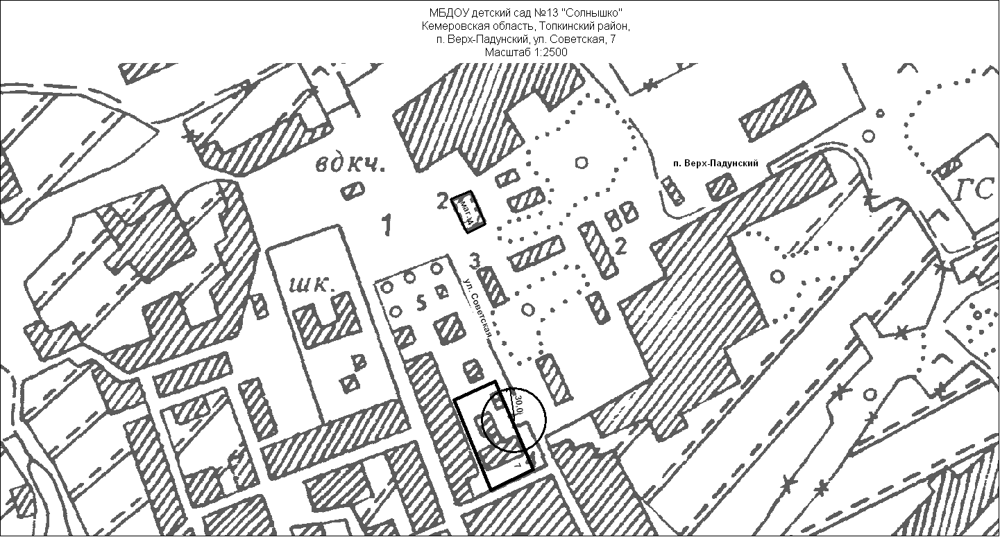 МБДОУ детский сад №13 "Солнышко"
Кемеровская область, Топкинский район,
п. Верх-Падунский, ул. Советская, 7
Масштаб 1:2500
вдкч.
п. Верх-Падунский
ГС
2
маг.4
1
2
3
шк.
ул. Советская
5
30,0
7